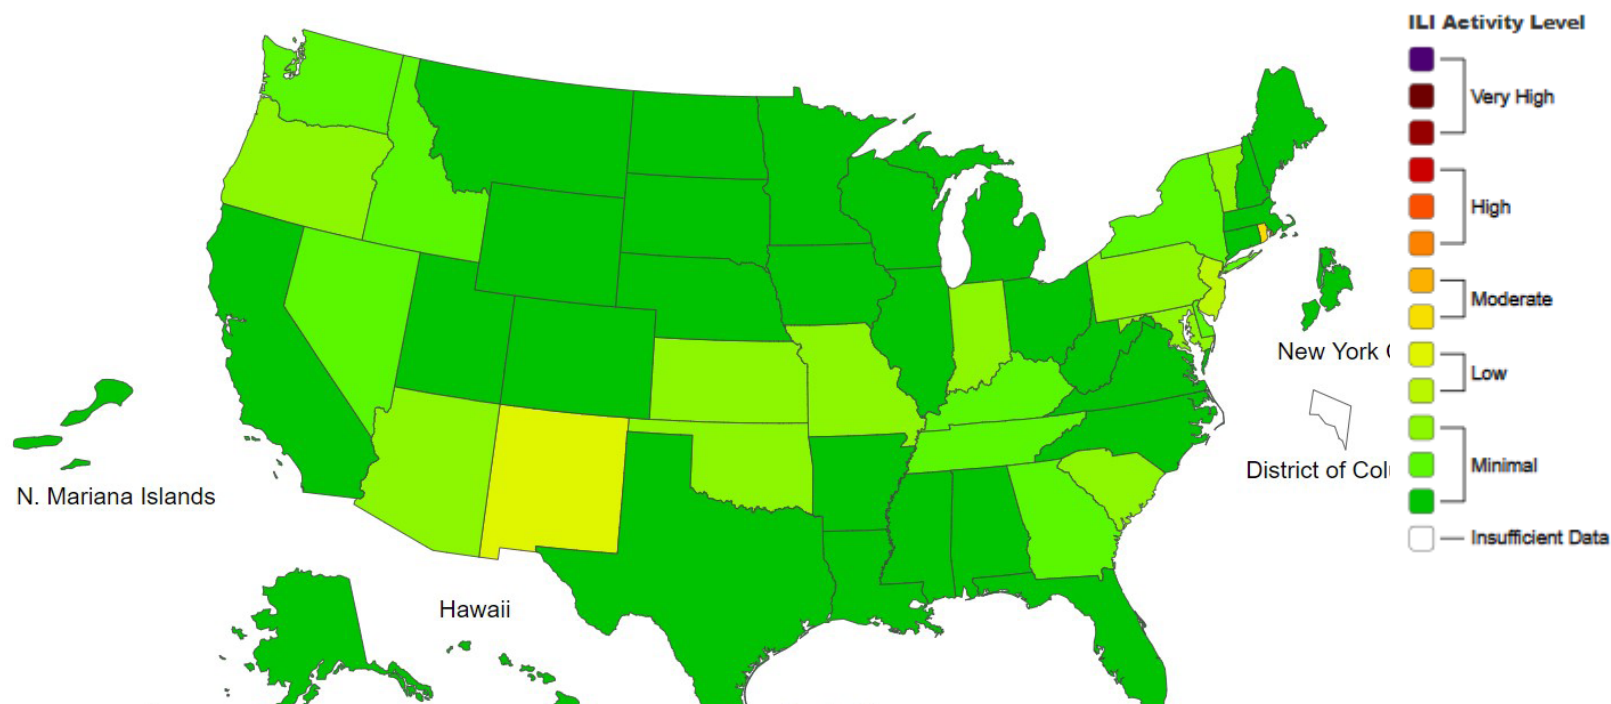 ILI Activity Level
Very High
High
Moderate
Low
Minimal
Insufficient Data
New York
District of Col
N. Mariana Islands
Hawaii